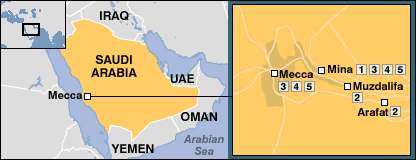 IRAQ
SAUDI
ARABIA
UAE
Mecca
OMAN
YEMEN
Arabian
Sea
Mecca
3 4 5
Mina 1 3 4 5
Muzdalifa
2
Arafat 2